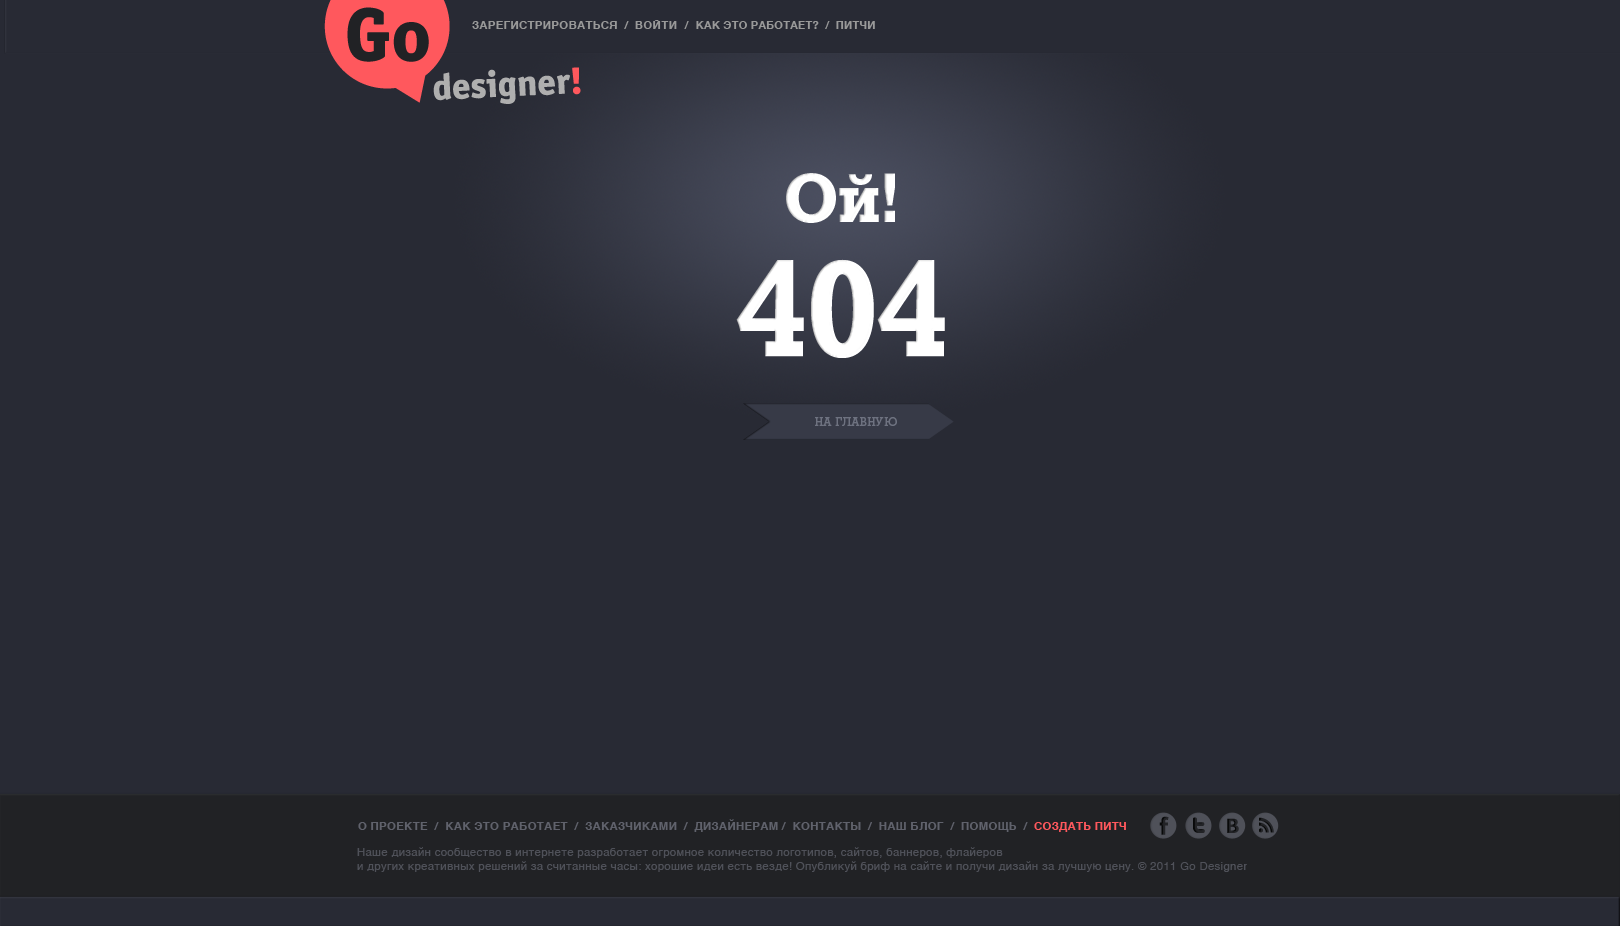 Go
designer!
ЗАРЕГИСТРИРОВАТЬСЯ / ВОЙТИ / КАК ЭТО РАБОТАЕТ? / ПИТЧИ
Ой!
404
НА ГЛАВНУЮ
О ПРОЕКТЕ / КАК ЭТО РАБОТАЕТ / ЗАКАЗЧИКАМИ / ДИЗАЙНЕРАМ / КОНТАКТЫ / НАШ БЛОГ / ПОМОЩЬ / СОЗДАТЬ ПИТЧ
Наше дизайн сообщество в интернете разработает огромное количество логотипов, сайтов, баннеров, флайеров
и других креативных решений за считанные часы: хорошие идеи есть везде! Опубликуй бриф на сайте и получи дизайн за лучшую цену. © 2011 Go Designer